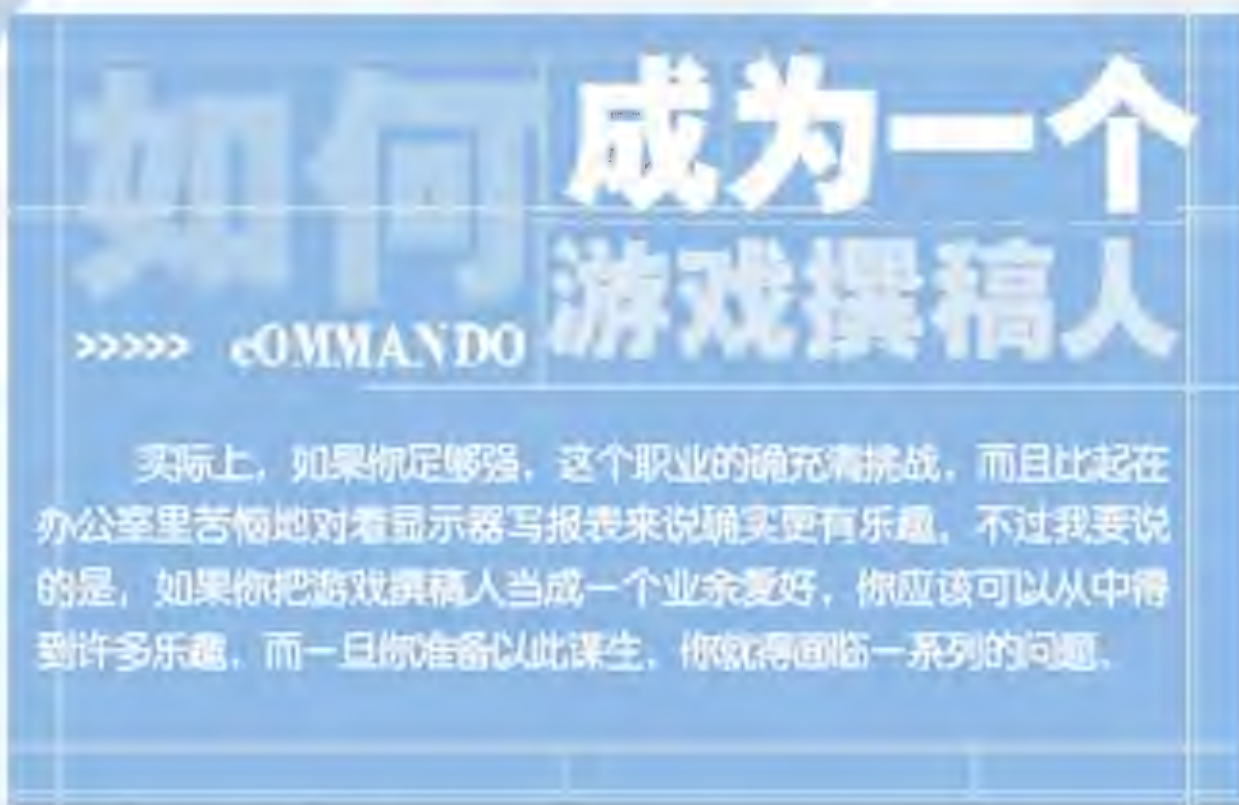 如何
成为一个
游戏撰稿人
>>>>> cOMMANDO
实际上，如果你足够强，这个职业的确充满挑战，而且比起在
办公室里苦恼地对着显示器写报表来说确实更有乐趣。不过我要说
的是，如果你把游戏撰稿人当成一个业余爱好，你应该可以从中得
到许多乐趣，而一旦你准备以此谋生，你就得面临一系列的问题。